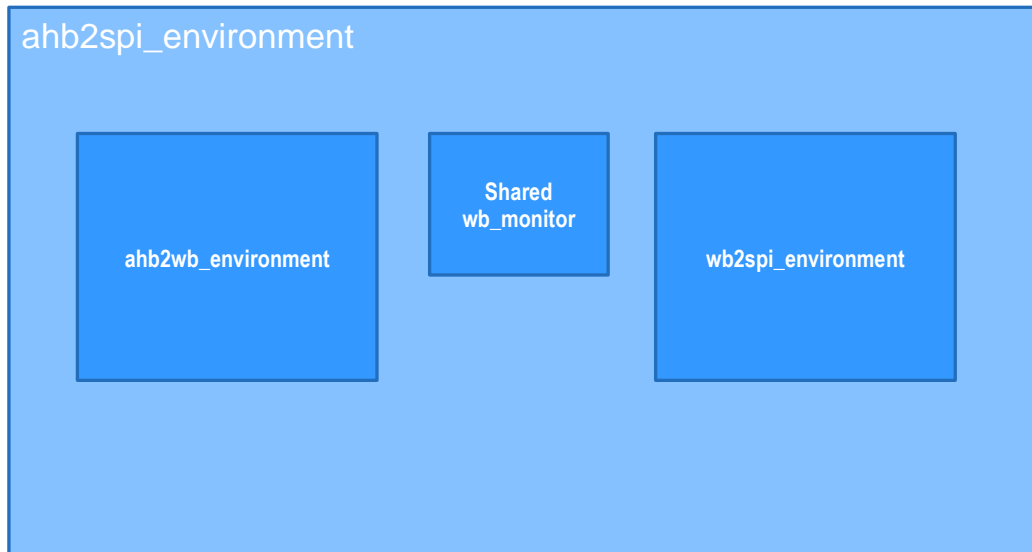 ahb2spi_environment
Shared
wb_monitor
ahb2wb_environment
wb2spi_environment